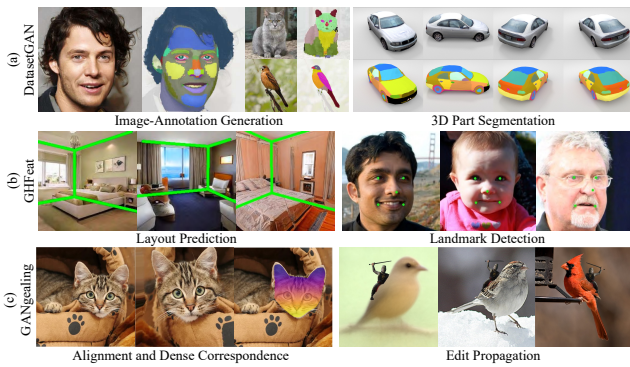 (a)
DatasetGAN
Image-Annotation Generation
3D Part Segmentation
(b)
GHFeat
Layout Prediction
Landmark Detection
(c)
GANgealing
Alignment and Dense Correspondence
Edit Propagation